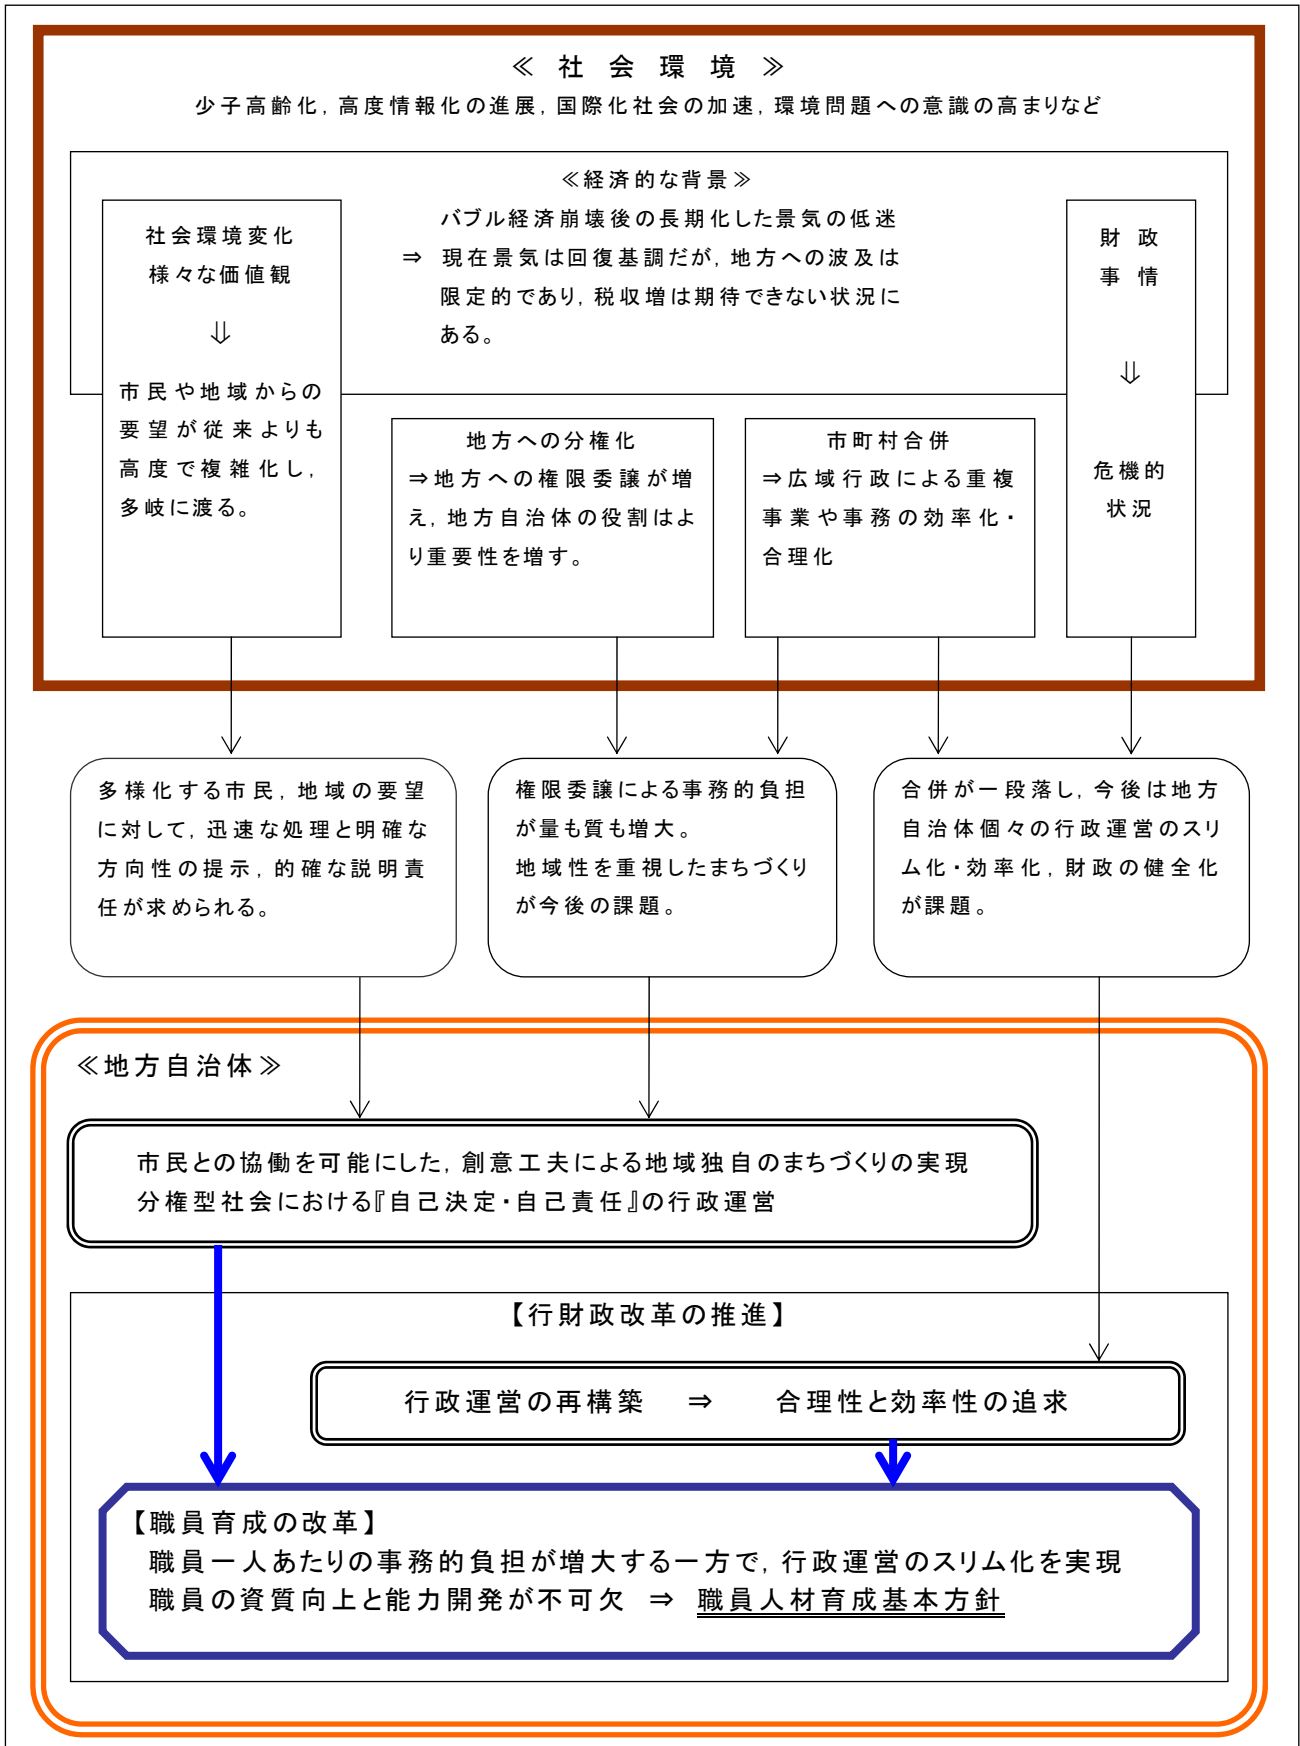 ≪ 社 会 環 境 ≫
少子高齢化，高度情報化の進展，国際化社会の加速，環境問題への意識の高まりなど
≪経済的な背景≫
バブル経済崩壊後の長期化した景気の低迷
⇒ 現在景気は回復基調だが，地方への波及は
限定的であり，税収増は期待できない状況に
ある。
社会環境変化
様々な価値観
⇓
市民や地域からの
要望が従来よりも
高度で複雑化し，
多岐に渡る。
地方への分権化
⇒地方への権限委譲が増
え，地方自治体の役割はよ
り重要性を増す。
市町村合併
⇒広域行政による重複
事業や事務の効率化・
合理化
財 政
事 情
⇓
危機的
状況
多様化する市民，地域の要望
に対して，迅速な処理と明確な
方向性の提示，的確な説明責
任が求められる。
権限委譲による事務的負担
が量も質も増大。
地域性を重視したまちづくり
が今後の課題。
合併が一段落し，今後は地方
自治体個々の行政運営のスリ
ム化・効率化，財政の健全化
が課題。
≪地方自治体≫
市民との協働を可能にした，創意工夫による地域独自のまちづくりの実現
分権型社会における『自己決定・自己責任』の行政運営
【行財政改革の推進】
行政運営の再構築 ⇒ 合理性と効率性の追求
【職員育成の改革】
職員一人あたりの事務的負担が増大する一方で，行政運営のスリム化を実現
職員の資質向上と能力開発が不可欠 ⇒ 職員人材育成基本方針